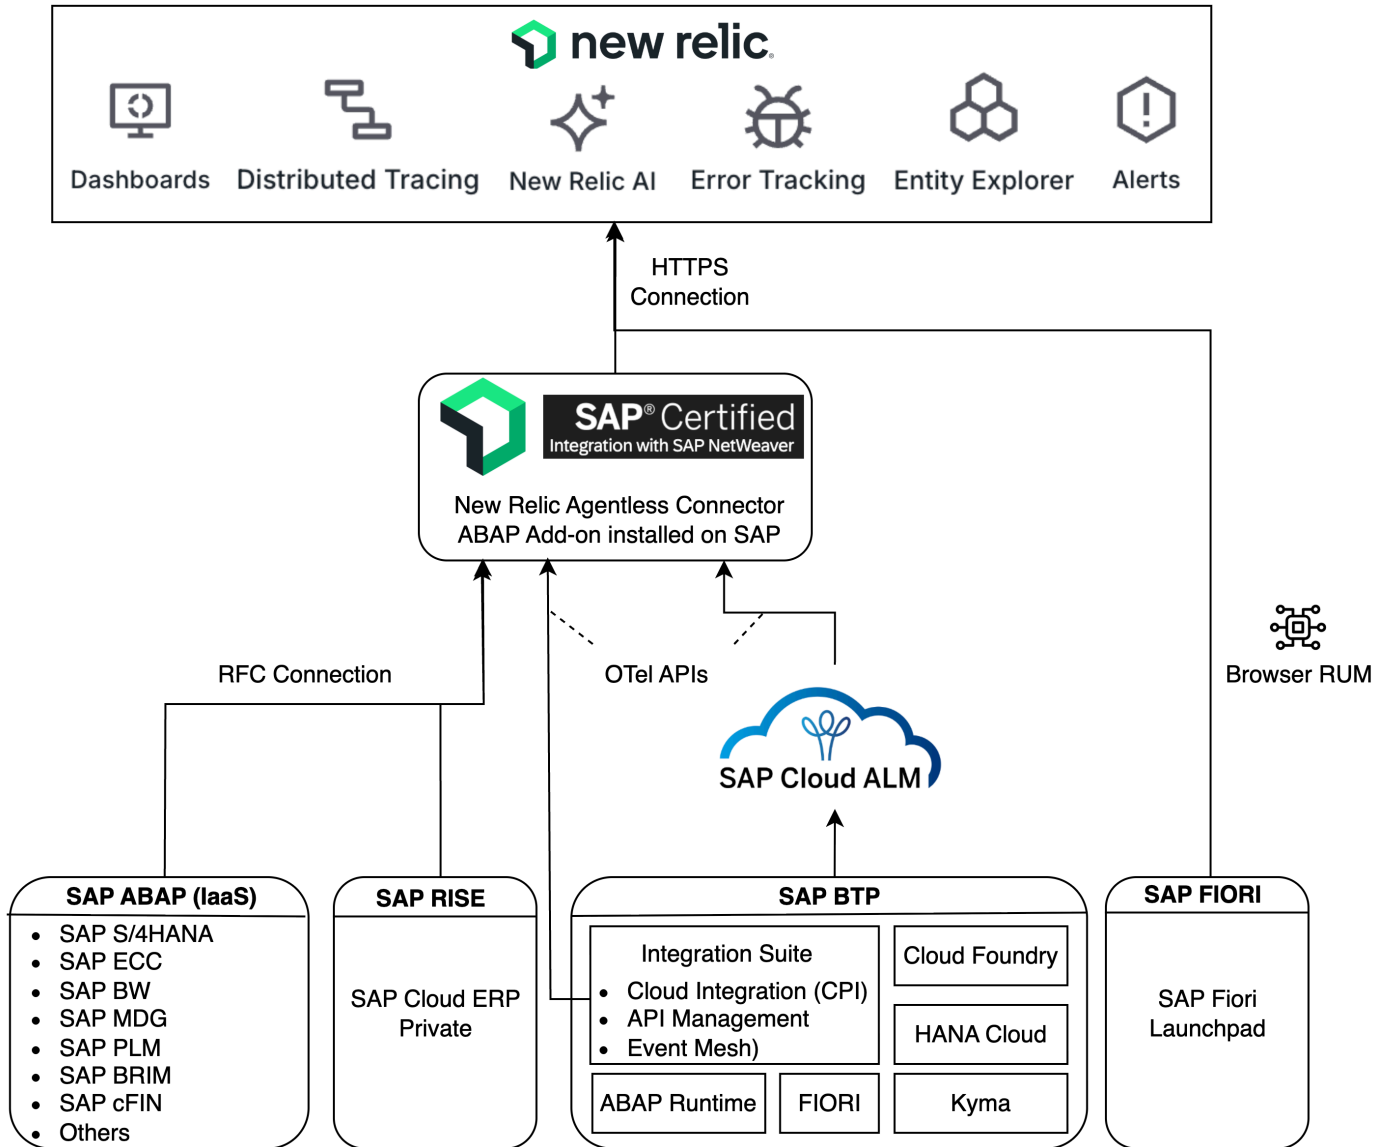 new relic.
Dashboards
Distributed Tracing
New Relic AI
Error Tracking
Entity Explorer
Alerts
HTTPS
Connection
SAP® Certified
Integration with SAP NetWeaver
New Relic Agentless Connector
ABAP Add-on installed on SAP
RFC Connection
OTel APIs
Browser RUM
SAP Cloud ALM
SAP ABAP (IaaS)
• SAP S/4HANA
• SAP ECC
• SAP BW
• SAP MDG
• SAP PLM
• SAP BRIM
• SAP cFIN
• Others
SAP RISE
SAP Cloud ERP
Private
SAP BTP
Integration Suite
• Cloud Integration (CPI)
• API Management
• Event Mesh)
Cloud Foundry
HANA Cloud
ABAP Runtime
FIORI
Kyma
SAP FIORI
SAP Fiori
Launchpad